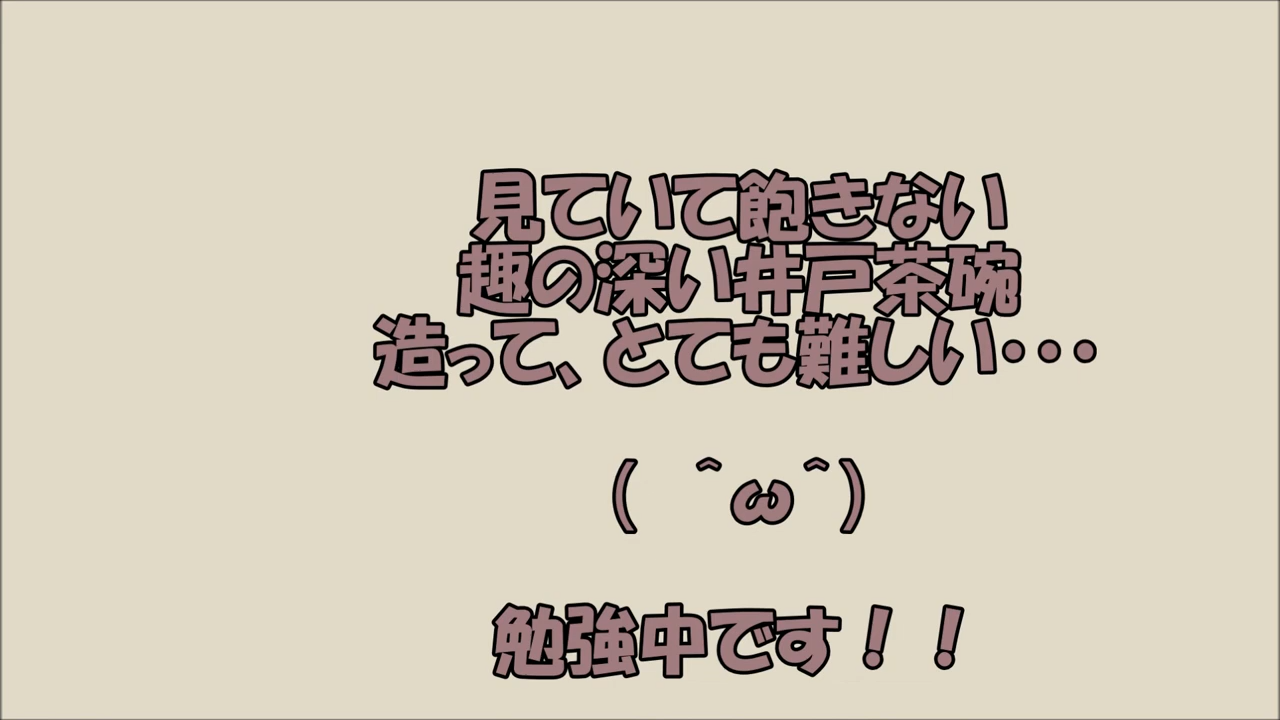 見ていて飽きない
趣の深い井戸茶碗
造って、とても難しい・・・
(　＾ω＾)
勉強中です！！